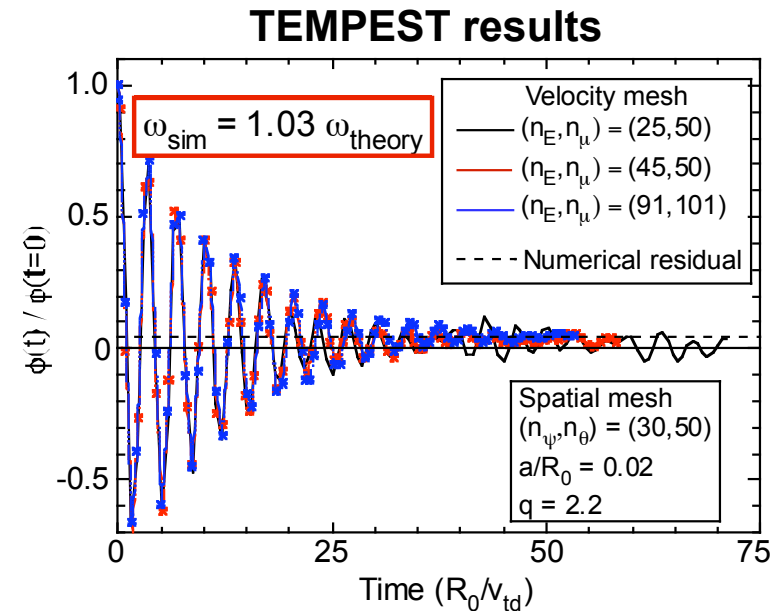 TEMPEST results
1.0
0.5
0
-0.5
ϕ(t) / ϕ(t=0)
ω_sim = 1.03 ω_theory
Velocity mesh
(n_E,n_μ) = (25,50)
(n_E,n_μ) = (45,50)
(n_E,n_μ) = (91,101)
Numerical residual
Spatial mesh
(n_ψ,n_θ) = (30,50)
a/R_0 = 0.02
q = 2.2
0 25 50 75
Time (R_0/v_td)